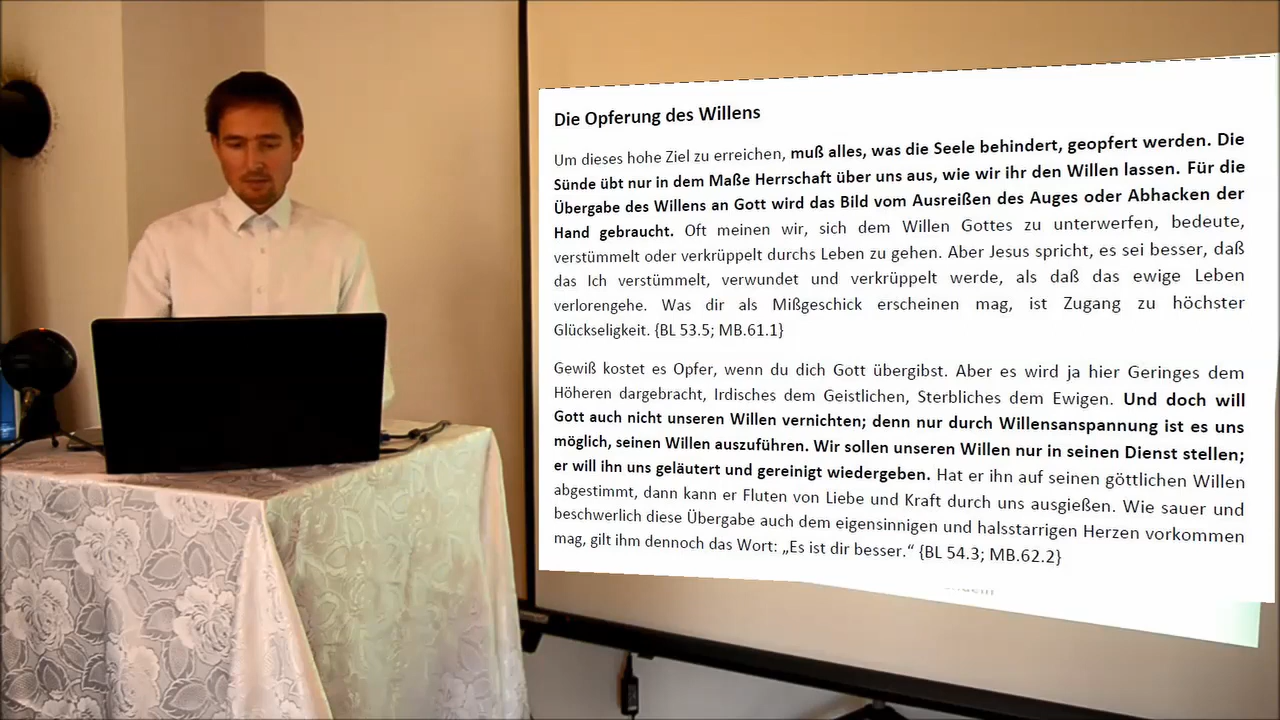 Die Opferung des Willens
Um dieses hohe Ziel zu erreichen, muß alles, was die Seele behindert, geopfert werden. Die
Sünde übt nur in dem Maße Herrschaft über uns aus, wie wir ihr den Willen lassen. Für die
Übergabe des Willens an Gott wird das Bild vom Ausreißen des Auges oder Abhacken der
Hand gebraucht. Oft meinen wir, sich dem Willen Gottes zu unterwerfen, bedeute,
verstümmelt oder verkrüppelt durchs Leben zu gehen. Aber Jesus spricht, es sei besser, daß
das Ich verstümmelt, verwundet und verkrüppelt werde, als daß das ewige Leben
verlorengehe. Was dir als Mißgeschick erscheinen mag, ist Zugang zu höchster
Glückseligkeit. {BL 53.5; MB.61.1}
Gewiß kostet es Opfer, wenn du dich Gott übergibst. Aber es wird ja hier Geringes dem
Höheren dargebracht, Irdisches dem Geistlichen, Sterbliches dem Ewigen. Und doch will
Gott auch nicht unseren Willen vernichten; denn nur durch Willensanspannung ist es uns
möglich, seinen Willen auszuführen. Wir sollen unseren Willen nur in seinen Dienst stellen;
er will ihn uns geläutert und gereinigt wiedergeben. Hat er ihn auf seinen göttlichen Willen
abgestimmt, dann kann er Fluten von Liebe und Kraft durch uns ausgießen. Wie sauer und
beschwerlich diese Übergabe auch dem eigensinnigen und halsstarrigen Herzen vorkommen
mag, gilt ihm dennoch das Wort: „Es ist dir besser.“ {BL 54.3; MB.62.2}